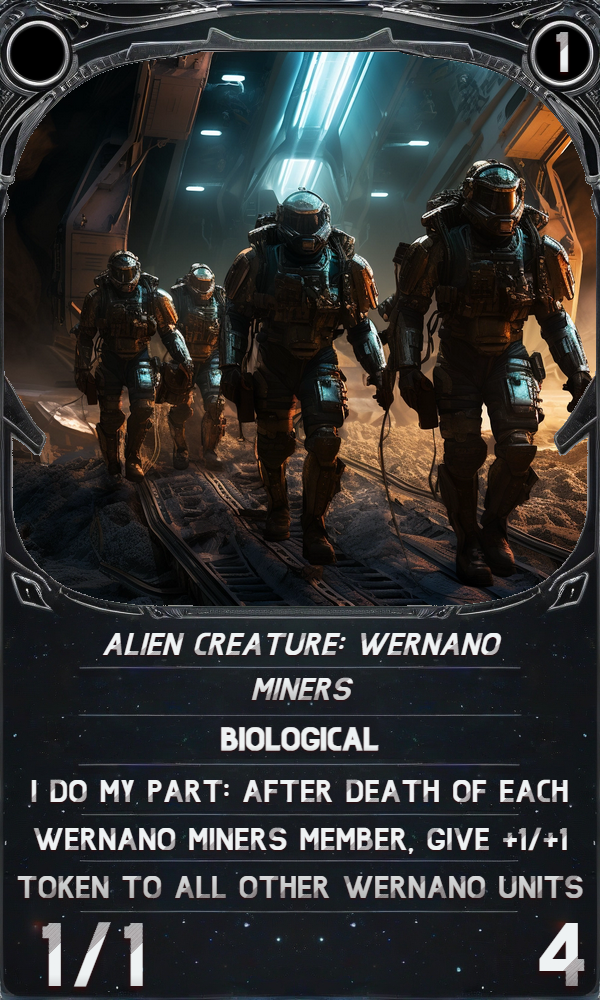 1
ALIEN CREATURE: WERNANO
MINERS
BIOLOGICAL
I DO MY PART: AFTER DEATH OF EACH
WERNANO MINERS MEMBER, GIVE +1/+1
TOKEN TO ALL OTHER WERNANO UNITS
1/1
4